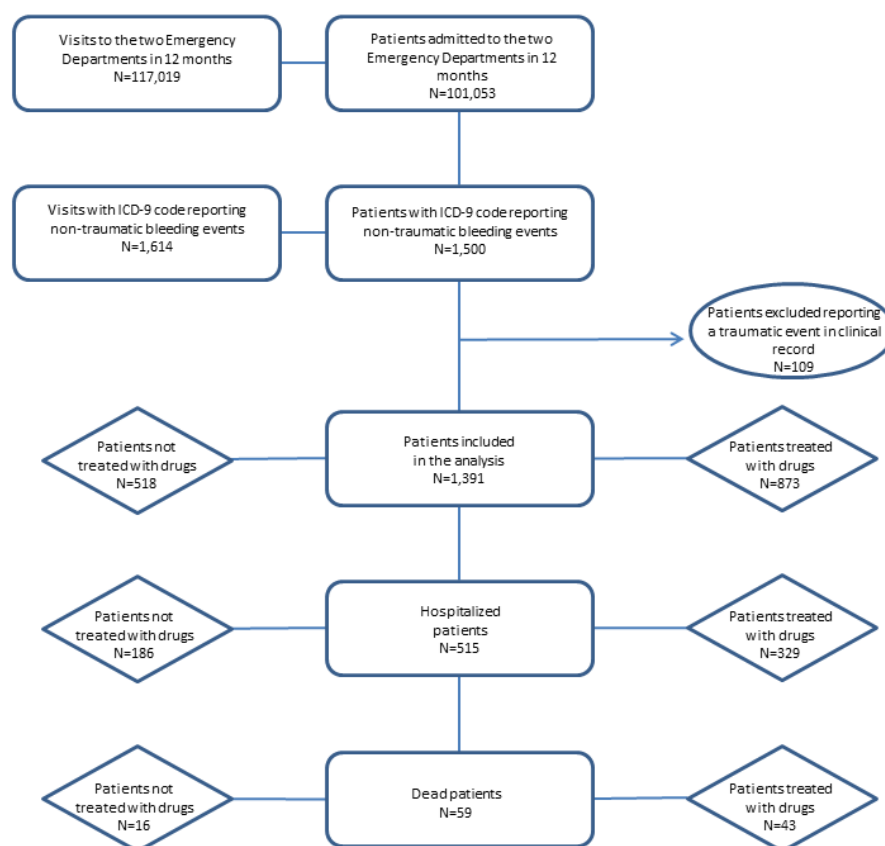 Visits to the two Emergency
Departments in 12 months
N=117,019
Patients admitted to the two
Emergency Departments in 12
months
N=101,053
Visits with ICD-9 code reporting
non-traumatic bleeding events
N=1,614
Patients with ICD-9 code reporting
non-traumatic bleeding events
N=1,500
Patients excluded reporting
a traumatic event in clinical
record
N=109
Patients not
treated with drugs
N=518
Patients included
in the analysis
N=1,391
Patients treated
with drugs
N=873
Patients not
treated with drugs
N=186
Hospitalized
patients
N=515
Patients treated
with drugs
N=329
Patients not
treated with drugs
N=16
Dead patients
N=59
Patients treated
with drugs
N=43